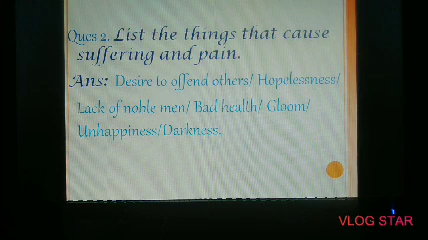 Ques 2. List the things that cause
suffering and pain.
Ans: Desire to offend others/ Hopelessness/
Lack of noble men/ Bad health/ Gloom/
Unhappiness/Darkness.
VLOG STAR